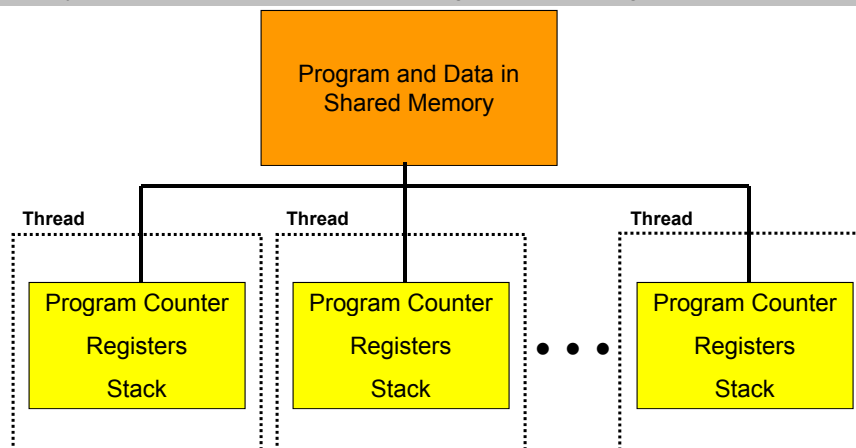 Program and Data in
Shared Memory
Thread
Thread
Thread
Program Counter
Registers
Stack
Program Counter
Registers
Stack
Program Counter
Registers
Stack